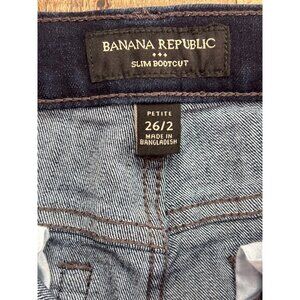 BANANA REPUBLIC
SLIM BOOTCUT
PETITE
26/2
MADE IN
BANGLADESH